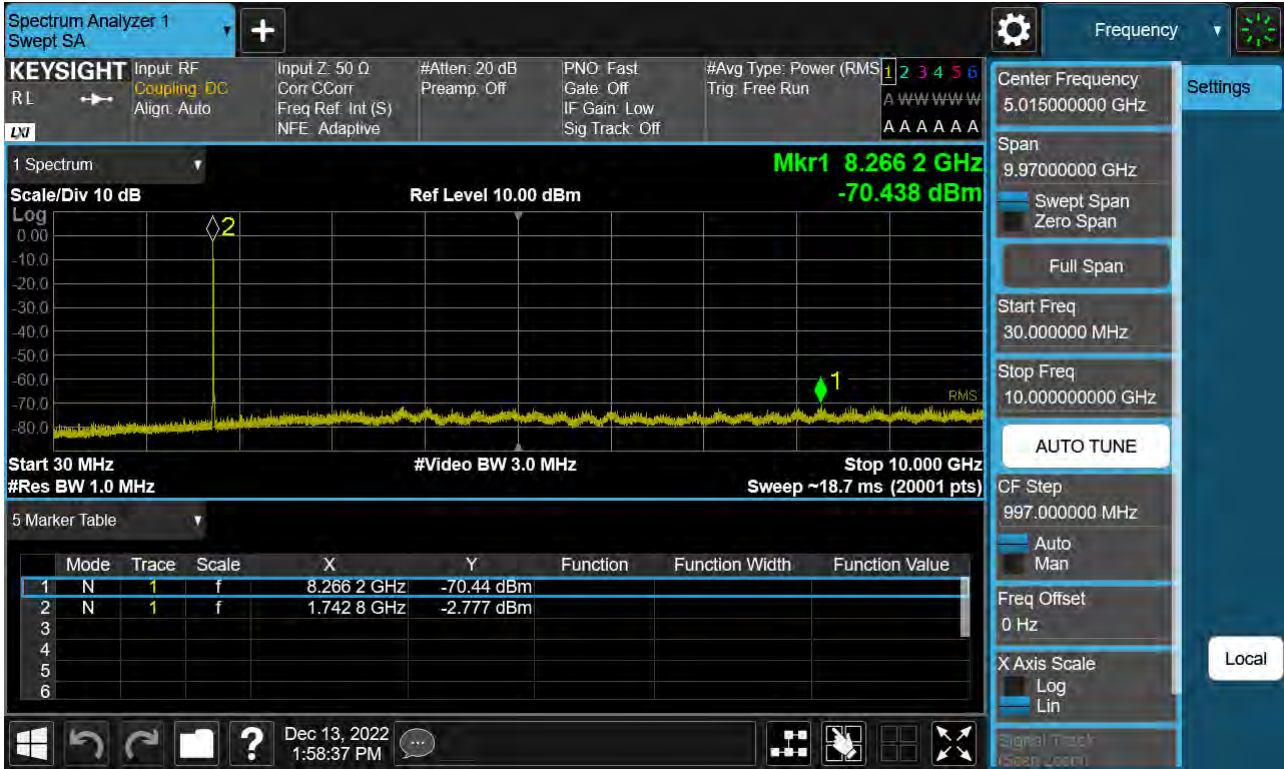 Spectrum Analyzer 1
Swept SA
Frequency
KEYSIGHT
R L
LXI
Input: RF
Coupling: DC
Align: Auto
Input Z: 50 Ω
Corr CCorr
Freq Ref: Int (S)
NFE: Adaptive
#Atten: 20 dB
Preamp: Off
PNO: Fast
Gate: Off
IF Gain: Low
Sig Track: Off
#Avg Type: Power (RMS
Trig: Free Run
1 2 3 4 5 6
A W W W W W
A A A A A A
1 Spectrum
Mkr1 8.266 2 GHz
Scale/Div 10 dB
Ref Level 10.00 dBm
-70.438 dBm
Log
0.00
-10.0
-20.0
-30.0
-40.0
-50.0
-60.0
-70.0
-80.0
2
1
RMS
Start 30 MHz
#Video BW 3.0 MHz
Stop 10.000 GHz
#Res BW 1.0 MHz
Sweep ~18.7 ms (20001 pts)
5 Marker Table
Mode Trace Scale X Y Function Function Width Function Value
1 N 1 f 8.266 2 GHz -70.44 dBm
2 N 1 f 1.742 8 GHz -2.777 dBm
3
4
5
6
Dec 13, 2022
1:58:37 PM
Center Frequency
5.015000000 GHz
Span
9.97000000 GHz
Swept Span
Zero Span
Full Span
Start Freq
30.000000 MHz
Stop Freq
10.000000000 GHz
AUTO TUNE
CF Step
997.000000 MHz
Auto
Man
Freq Offset
0 Hz
X Axis Scale
Log
Lin
Signal Track
(Span Zoom)
Settings
Local